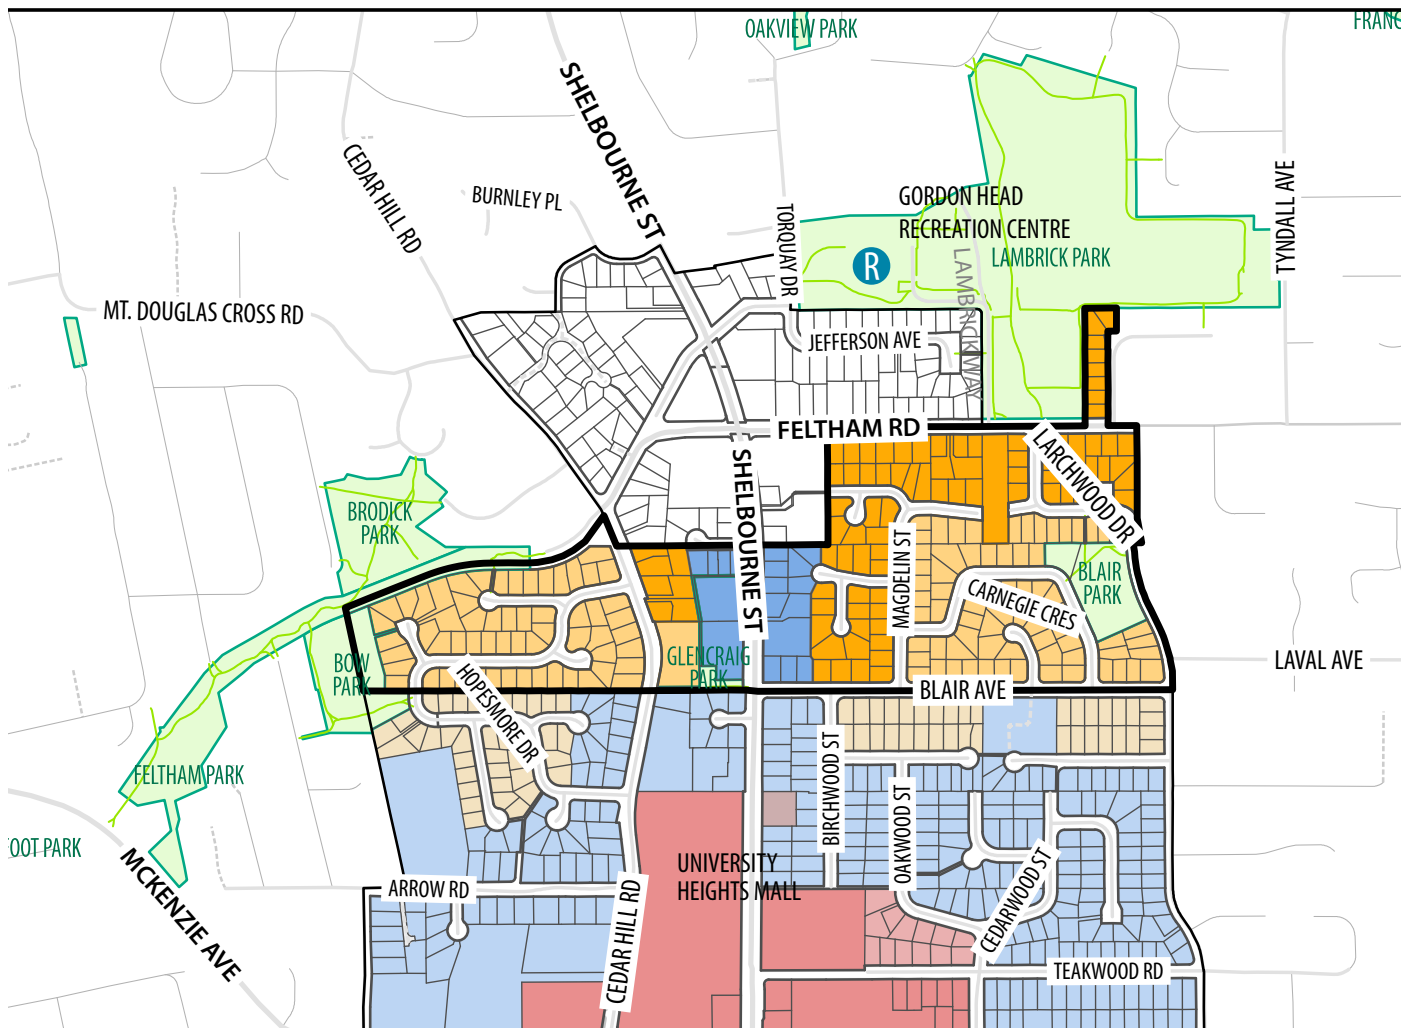 OAKVIEW PARK
FRANC
SHELBOURNE ST
CEDAR HILL RD
BURNLEY PL
TORQUAY DR
GORDON HEAD
RECREATION CENTRE
LAMBRICK PARK
TYNDALL AVE
R
LAMBRICK WAY
MT. DOUGLAS CROSS RD
JEFFERSON AVE
FELTHAM RD
LARCHWOOD DR
SHELBOURNE ST
BRODICK
PARK
MAGDELIN ST
BLAIR
PARK
CARNEGIE CRES
GLENCRAIG
PARK
BOW
PARK
HOPESMORE DR
BLAIR AVE
LAVAL AVE
FELTHAM PARK
BIRCHWOOD ST
OAKWOOD ST
OOT PARK
MCKENZIE AVE
UNIVERSITY
HEIGHTS MALL
ARROW RD
CEDAR HILL RD
CEDARWOOD ST
TEAKWOOD RD